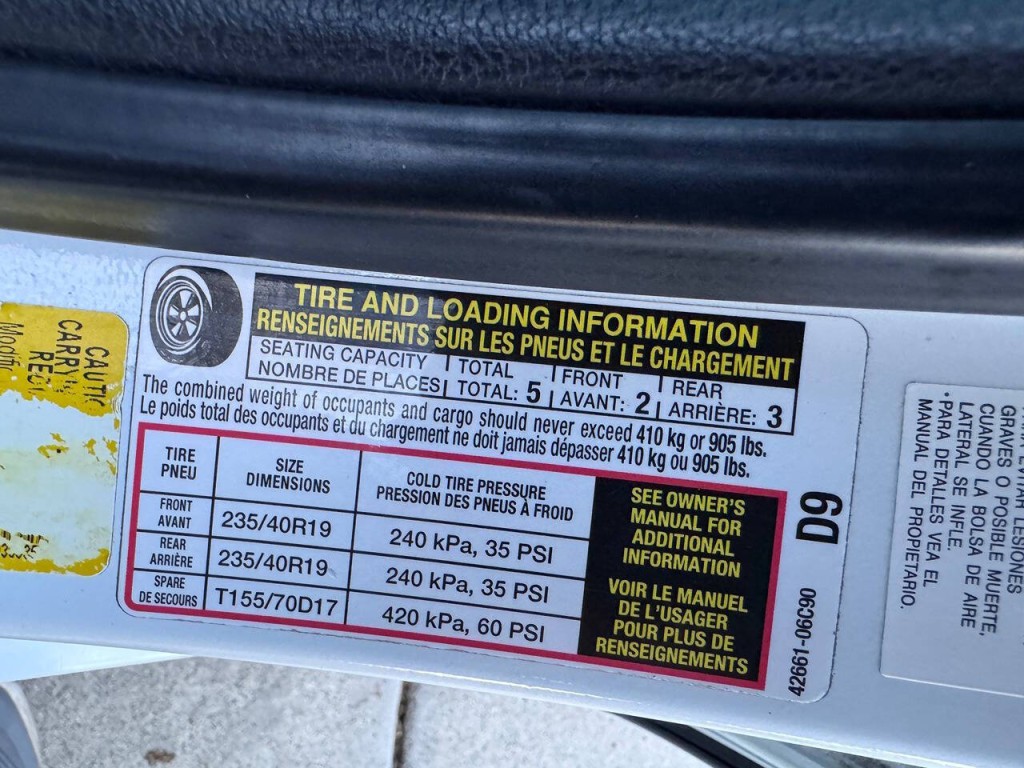 TIRE AND LOADING INFORMATION
RENSEIGNEMENTS SUR LES PNEUS ET LE CHARGEMENT
SEATING CAPACITY TOTAL FRONT REAR
NOMBRE DE PLACES TOTAL: 5 AVANT: 2 ARRIÈRE: 3
The combined weight of occupants and cargo should never exceed 410 kg or 905 lbs.
Le poids total des occupants et du chargement ne doit jamais dépasser 410 kg ou 905 lbs.
TIRE SIZE COLD TIRE PRESSURE
PNEU DIMENSIONS PRESSION DES PNEUS À FROID
FRONT
AVANT 235/40R19 240 kPa, 35 PSI
REAR
ARRIÈRE 235/40R19 240 kPa, 35 PSI
SPARE
DE SECOURS T155/70D17 420 kPa, 60 PSI
SEE OWNER'S
MANUAL FOR
ADDITIONAL
INFORMATION
VOIR LE MANUEL
DE L'USAGER
POUR PLUS DE
RENSEIGNEMENTS
D9
42661-06C90
CAUTI
CARRY
REC
Modifi
LESIONES
GRAVES O POSIBLE MUERTE,
CUANDO LA BOLSA DE AIRE
LATERAL SE INFLE.
•PARA DETALLES VEA EL
MANUAL DEL PROPIETARIO.